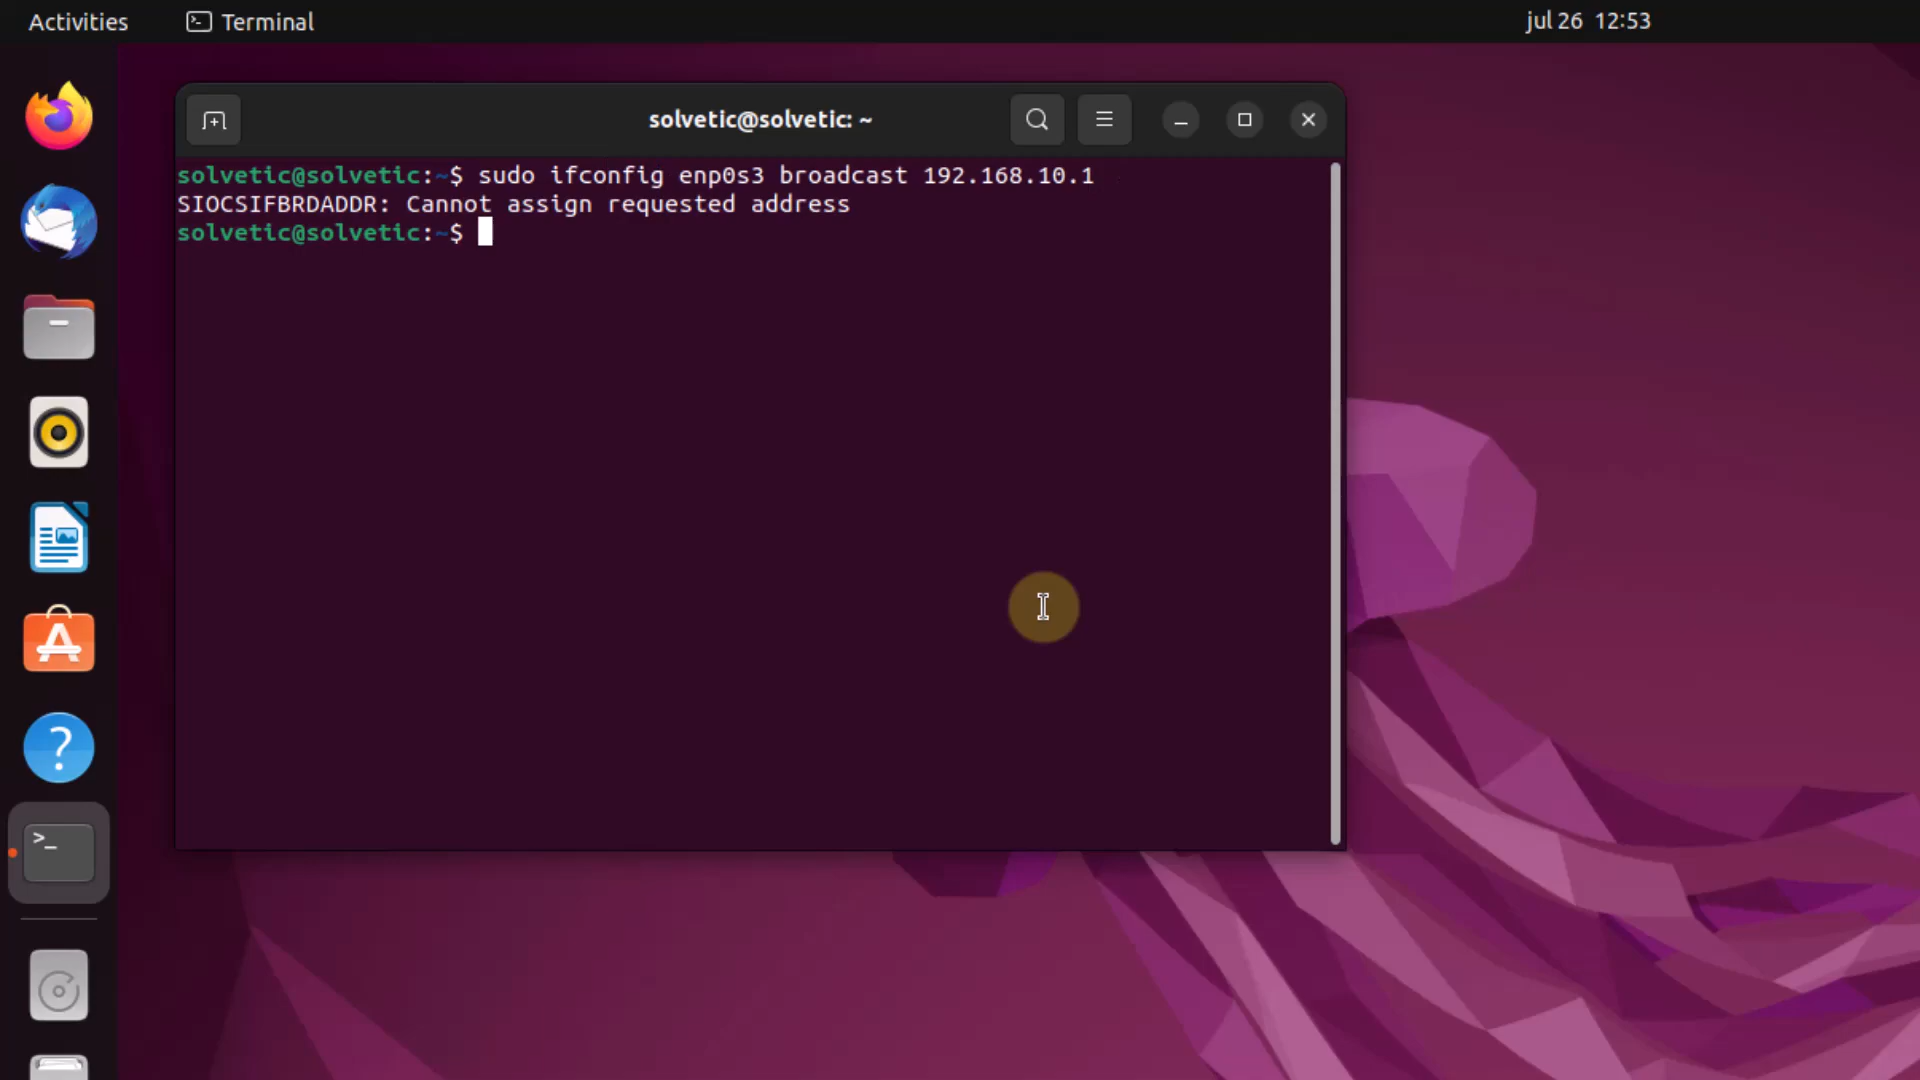 Activities
Terminal
jul 26 12:53
solvetic@solvetic: ~
solvetic@solvetic:~$ sudo ifconfig enp0s3 broadcast 192.168.10.1
SIOCSIFBRDADDR: Cannot assign requested address
solvetic@solvetic:~$